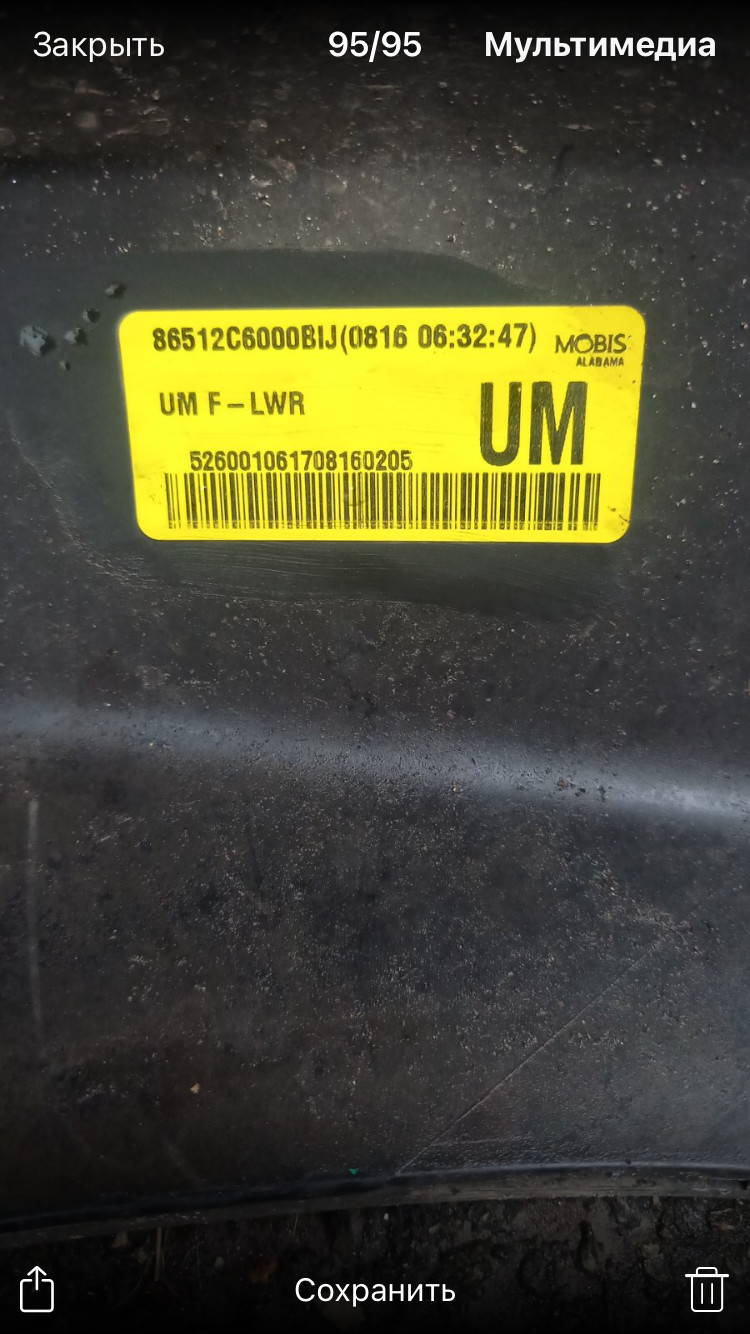 Закрыть 95/95 Мультимедиа
86512C6000BIJ(0816 06:32:47) MOBIS
ALABAMA
UM F-LWR
UM
526001061708160205
Сохранить